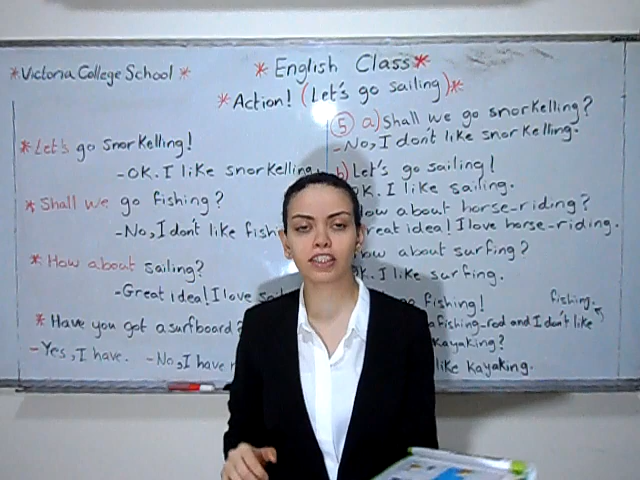 *Victoria College School *
* English Class *
*Action! (Let's go sailing)*
*Let's go snorkelling!
-OK. I like snorkelling.
*Shall we go fishing?
-No, I don't like fishi
*How about sailing?
-Great idea! I love
*Have you got a surfboard?
-Yes, I have. -No, I have
5 a) Shall we go snorkelling?
-No, I don't like snorkelling.
b) Let's go sailing!
OK. I like sailing.
How about horse-riding?
Great idea! I love horse-riding.
How about surfing?
OK. I like surfing.
fishing!
fishing.
a fishing-rod and I don't like
kayaking?
like kayaking.